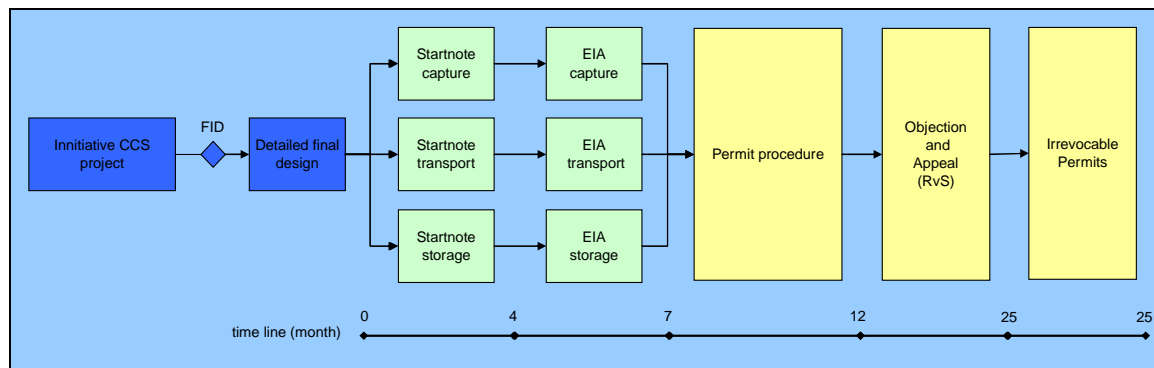 Innitiative CCS
project
FID
Detailed final
design
Startnote
capture
EIA
capture
Startnote
transport
EIA
transport
Startnote
storage
EIA
storage
Permit procedure
Objection
and
Appeal
(RvS)
Irrevocable
Permits
time line (month)
0
4
7
12
25
25